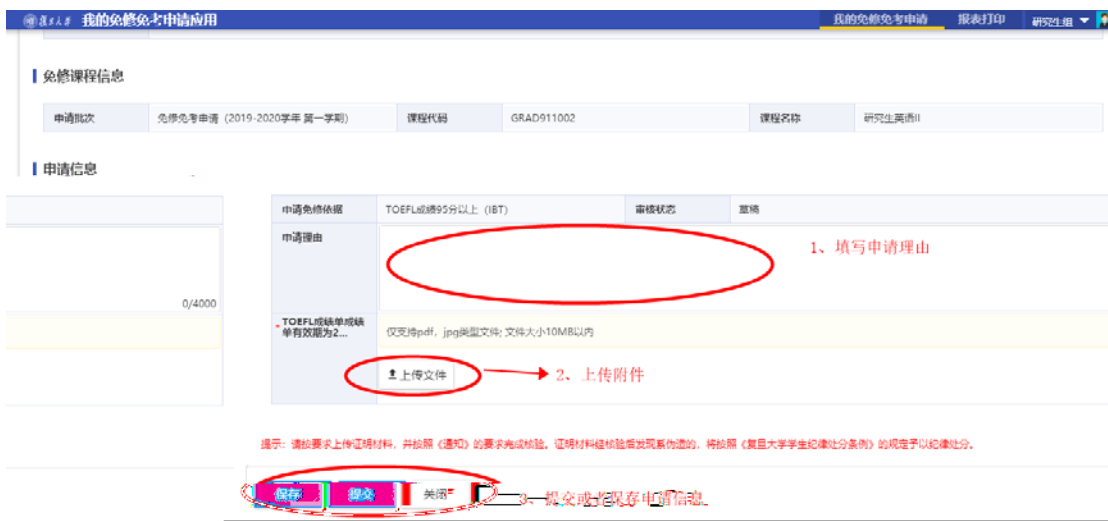 復旦大學 我的免修免考申请应用 我的免修免考申请 报表打印 研究生组
免修课程信息
申请批次 免修免考申请（2019-2020学年 第一学期） 课程代码 GRAD911002 课程名称 研究生英语II
申请信息
申请免修依据 TOEFL成绩95分以上（IBT） 审核状态 草稿
申请理由
1、填写申请理由
0/4000
TOEFL成绩单成绩
单有效期为2...
仅支持pdf，jpg类型文件; 文件大小10MB以内
上传文件 2、上传附件
提示：请按要求上传证明材料，并按照《通知》的要求完成核验。证明材料经核验后发现系伪造的，将按照《复旦大学学生纪律处分条例》的规定予以纪律处分。
保存 提交 关闭 3、提交或者保存申请信息